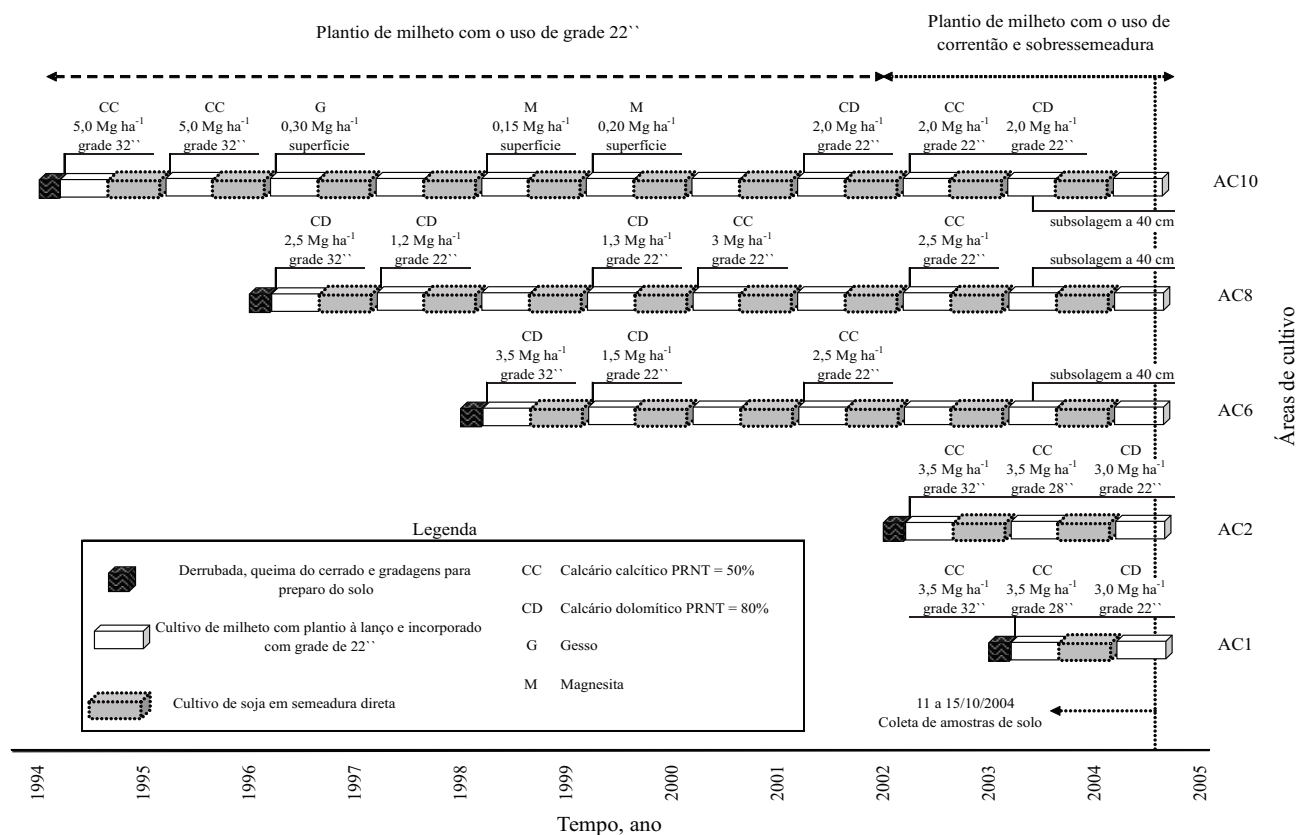 Plantio de milheto com o uso de grade 22``
Plantio de milheto com o uso de
correntão e sobressemeadura
CC
5,0 Mg ha-1
grade 32``
CC
5,0 Mg ha-1
grade 32``
G
0,30 Mg ha-1
superfície
M
0,15 Mg ha-1
superfície
M
0,20 Mg ha-1
superfície
CD
2,0 Mg ha-1
grade 22``
CC
2,0 Mg ha-1
grade 22``
CD
2,0 Mg ha-1
grade 22``
AC10
subsolagem a 40 cm
CD
2,5 Mg ha-1
grade 32``
CD
1,2 Mg ha-1
grade 22``
CD
1,3 Mg ha-1
grade 22``
CC
3 Mg ha-1
grade 22``
CC
2,5 Mg ha-1
grade 22``
subsolagem a 40 cm
AC8
CD
3,5 Mg ha-1
grade 32``
CD
1,5 Mg ha-1
grade 22``
CC
2,5 Mg ha-1
grade 22``
subsolagem a 40 cm
AC6
CC
3,5 Mg ha-1
grade 32``
CC
3,5 Mg ha-1
grade 28``
CD
3,0 Mg ha-1
grade 22``
AC2
CC
3,5 Mg ha-1
grade 32``
CC
3,5 Mg ha-1
grade 28``
CD
3,0 Mg ha-1
grade 22``
AC1
Áreas de cultivo
Legenda
Derrubada, queima do cerrado e gradagens para
preparo do solo
Cultivo de milheto com plantio à lanço e incorporado
com grade de 22``
Cultivo de soja em semeadura direta
CC Calcário calcítico PRNT = 50%
CD Calcário dolomítico PRNT = 80%
G Gesso
M Magnesita
11 a 15/10/2004
Coleta de amostras de solo
1994
1995
1996
1997
1998
1999
2000
2001
2002
2003
2004
2005
Tempo, ano